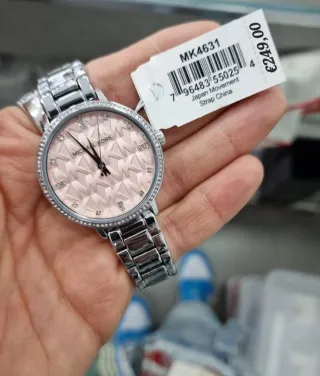 €249,00
MK4631
7 96483 55025 4
Japan Movement
Strap China